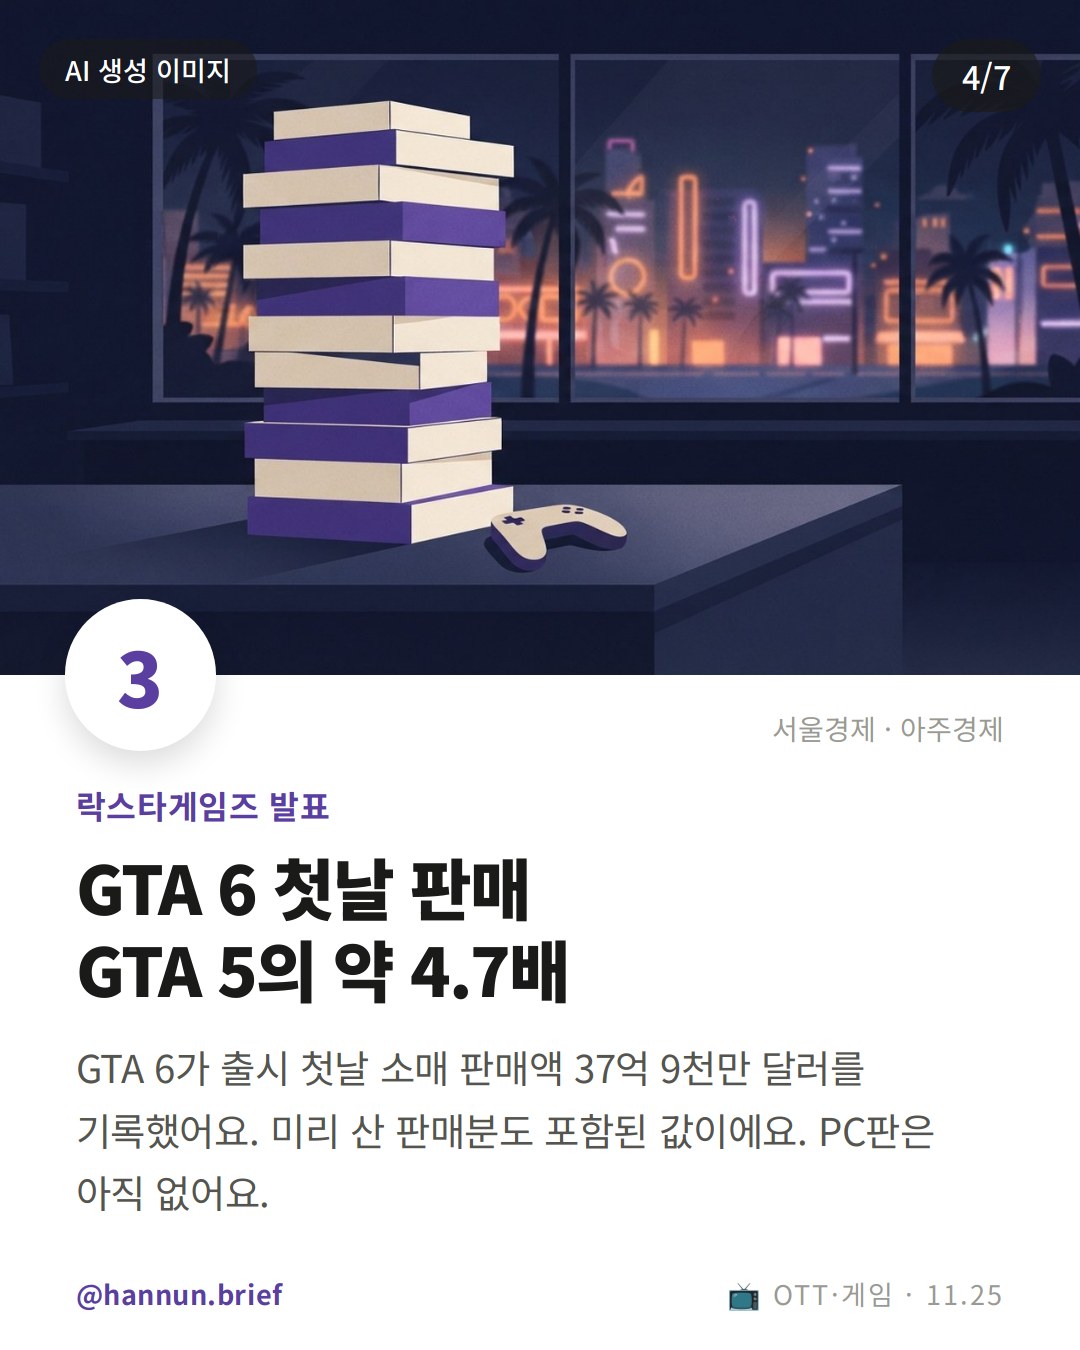 AI 생성 이미지
4/7
3
서울경제 · 아주경제
락스타게임즈 발표
GTA 6 첫날 판매
GTA 5의 약 4.7배
GTA 6가 출시 첫날 소매 판매액 37억 9천만 달러를
기록했어요. 미리 산 판매분도 포함된 값이에요. PC판은
아직 없어요.
@hannun.brief
📺 OTT·게임 · 11.25